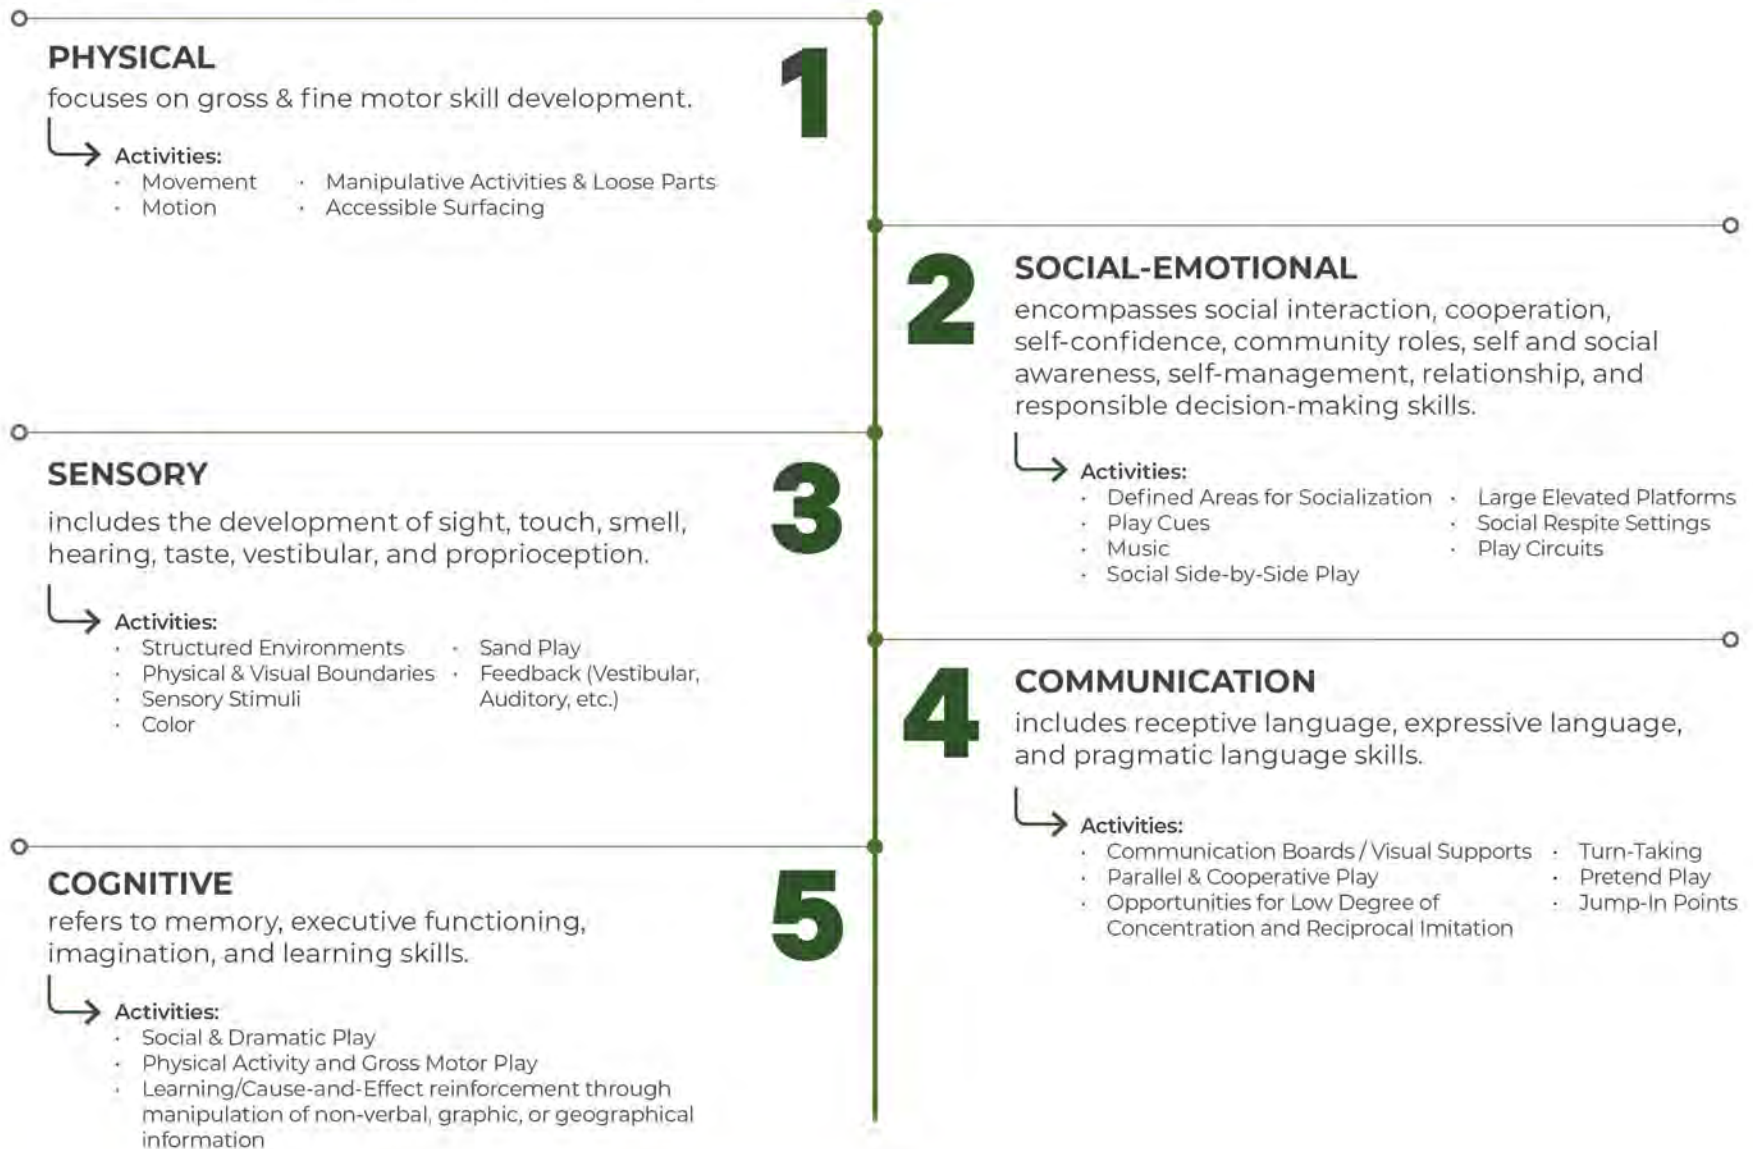 1
PHYSICAL
focuses on gross & fine motor skill development.
Activities:
· Movement
· Motion
· Manipulative Activities & Loose Parts
· Accessible Surfacing
2
SOCIAL-EMOTIONAL
encompasses social interaction, cooperation,
self-confidence, community roles, self and social
awareness, self-management, relationship, and
responsible decision-making skills.
Activities:
· Defined Areas for Socialization
· Play Cues
· Music
· Social Side-by-Side Play
· Large Elevated Platforms
· Social Respite Settings
· Play Circuits
3
SENSORY
includes the development of sight, touch, smell,
hearing, taste, vestibular, and proprioception.
Activities:
· Structured Environments
· Physical & Visual Boundaries
· Sensory Stimuli
· Color
· Sand Play
· Feedback (Vestibular,
Auditory, etc.)
4
COMMUNICATION
includes receptive language, expressive language,
and pragmatic language skills.
Activities:
· Communication Boards / Visual Supports
· Parallel & Cooperative Play
· Opportunities for Low Degree of
Concentration and Reciprocal Imitation
· Turn-Taking
· Pretend Play
· Jump-In Points
5
COGNITIVE
refers to memory, executive functioning,
imagination, and learning skills.
Activities:
· Social & Dramatic Play
· Physical Activity and Gross Motor Play
· Learning/Cause-and-Effect reinforcement through
manipulation of non-verbal, graphic, or geographical
information